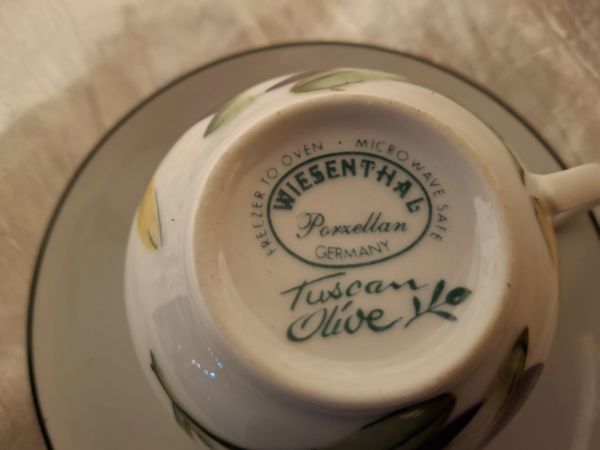 FREEZER TO OVEN · MICROWAVE SAFE
WIESENTHAL
Porzellan
GERMANY
Tuscan
Olive